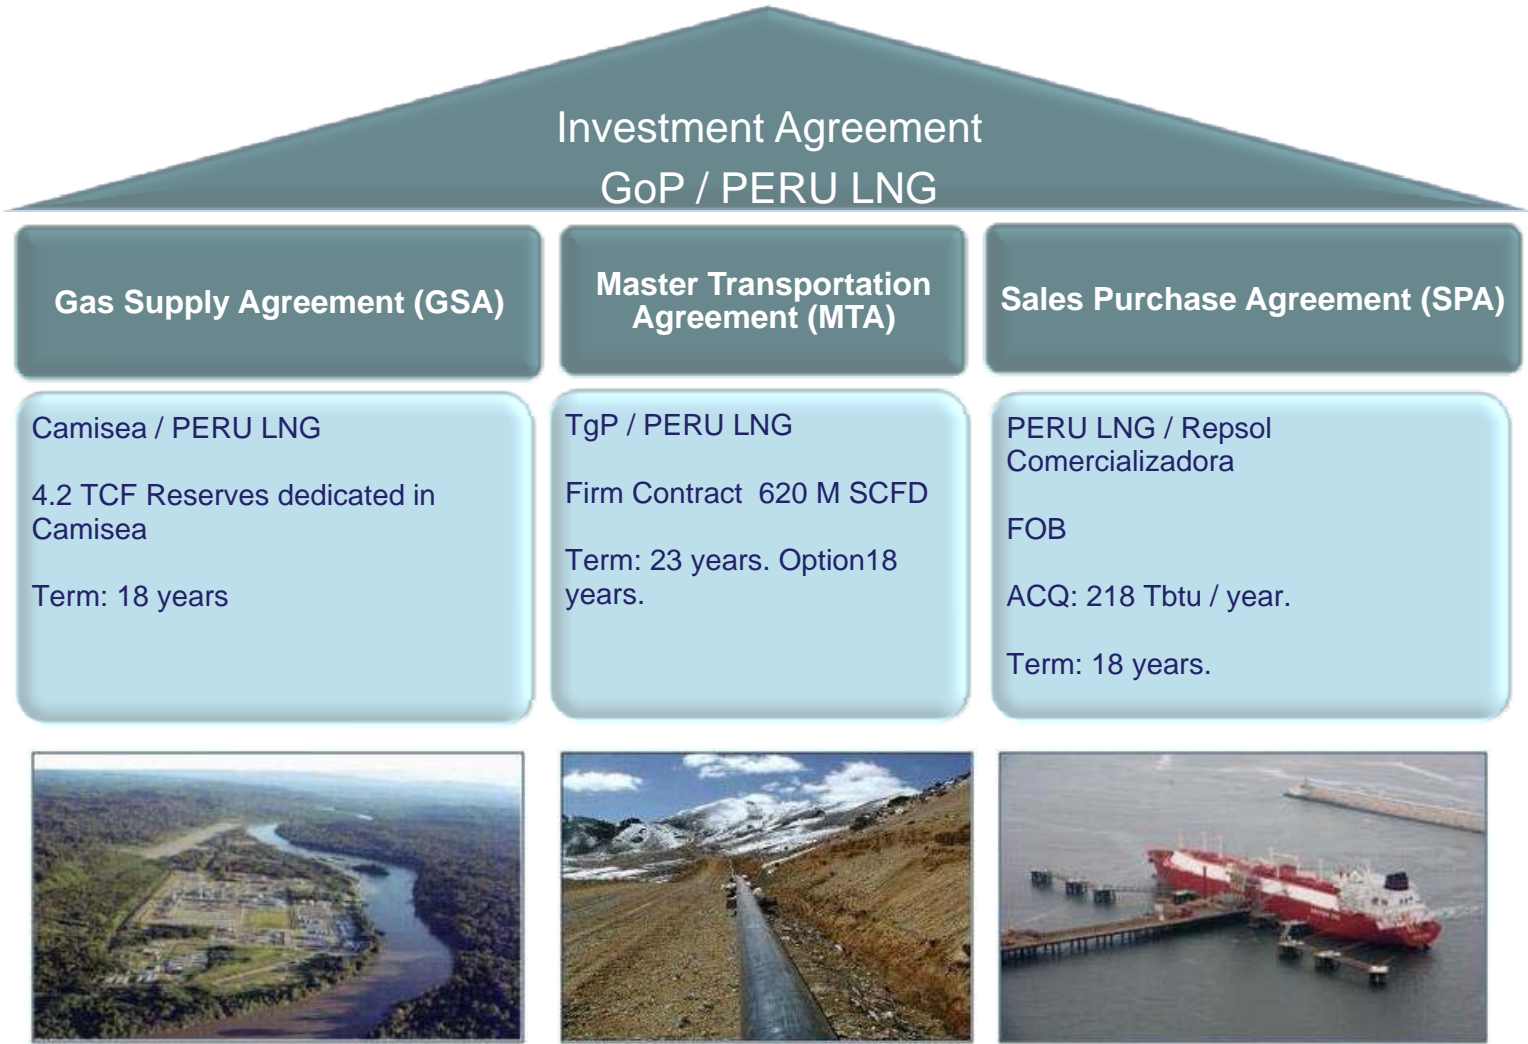 Investment Agreement
GoP / PERU LNG
Gas Supply Agreement (GSA)
Master Transportation
Agreement (MTA)
Sales Purchase Agreement (SPA)
Camisea / PERU LNG
4.2 TCF Reserves dedicated in
Camisea
Term: 18 years
TgP / PERU LNG
Firm Contract  620 M SCFD
Term: 23 years. Option18
years.
PERU LNG / Repsol
Comercializadora
FOB
ACQ: 218 Tbtu / year.
Term: 18 years.